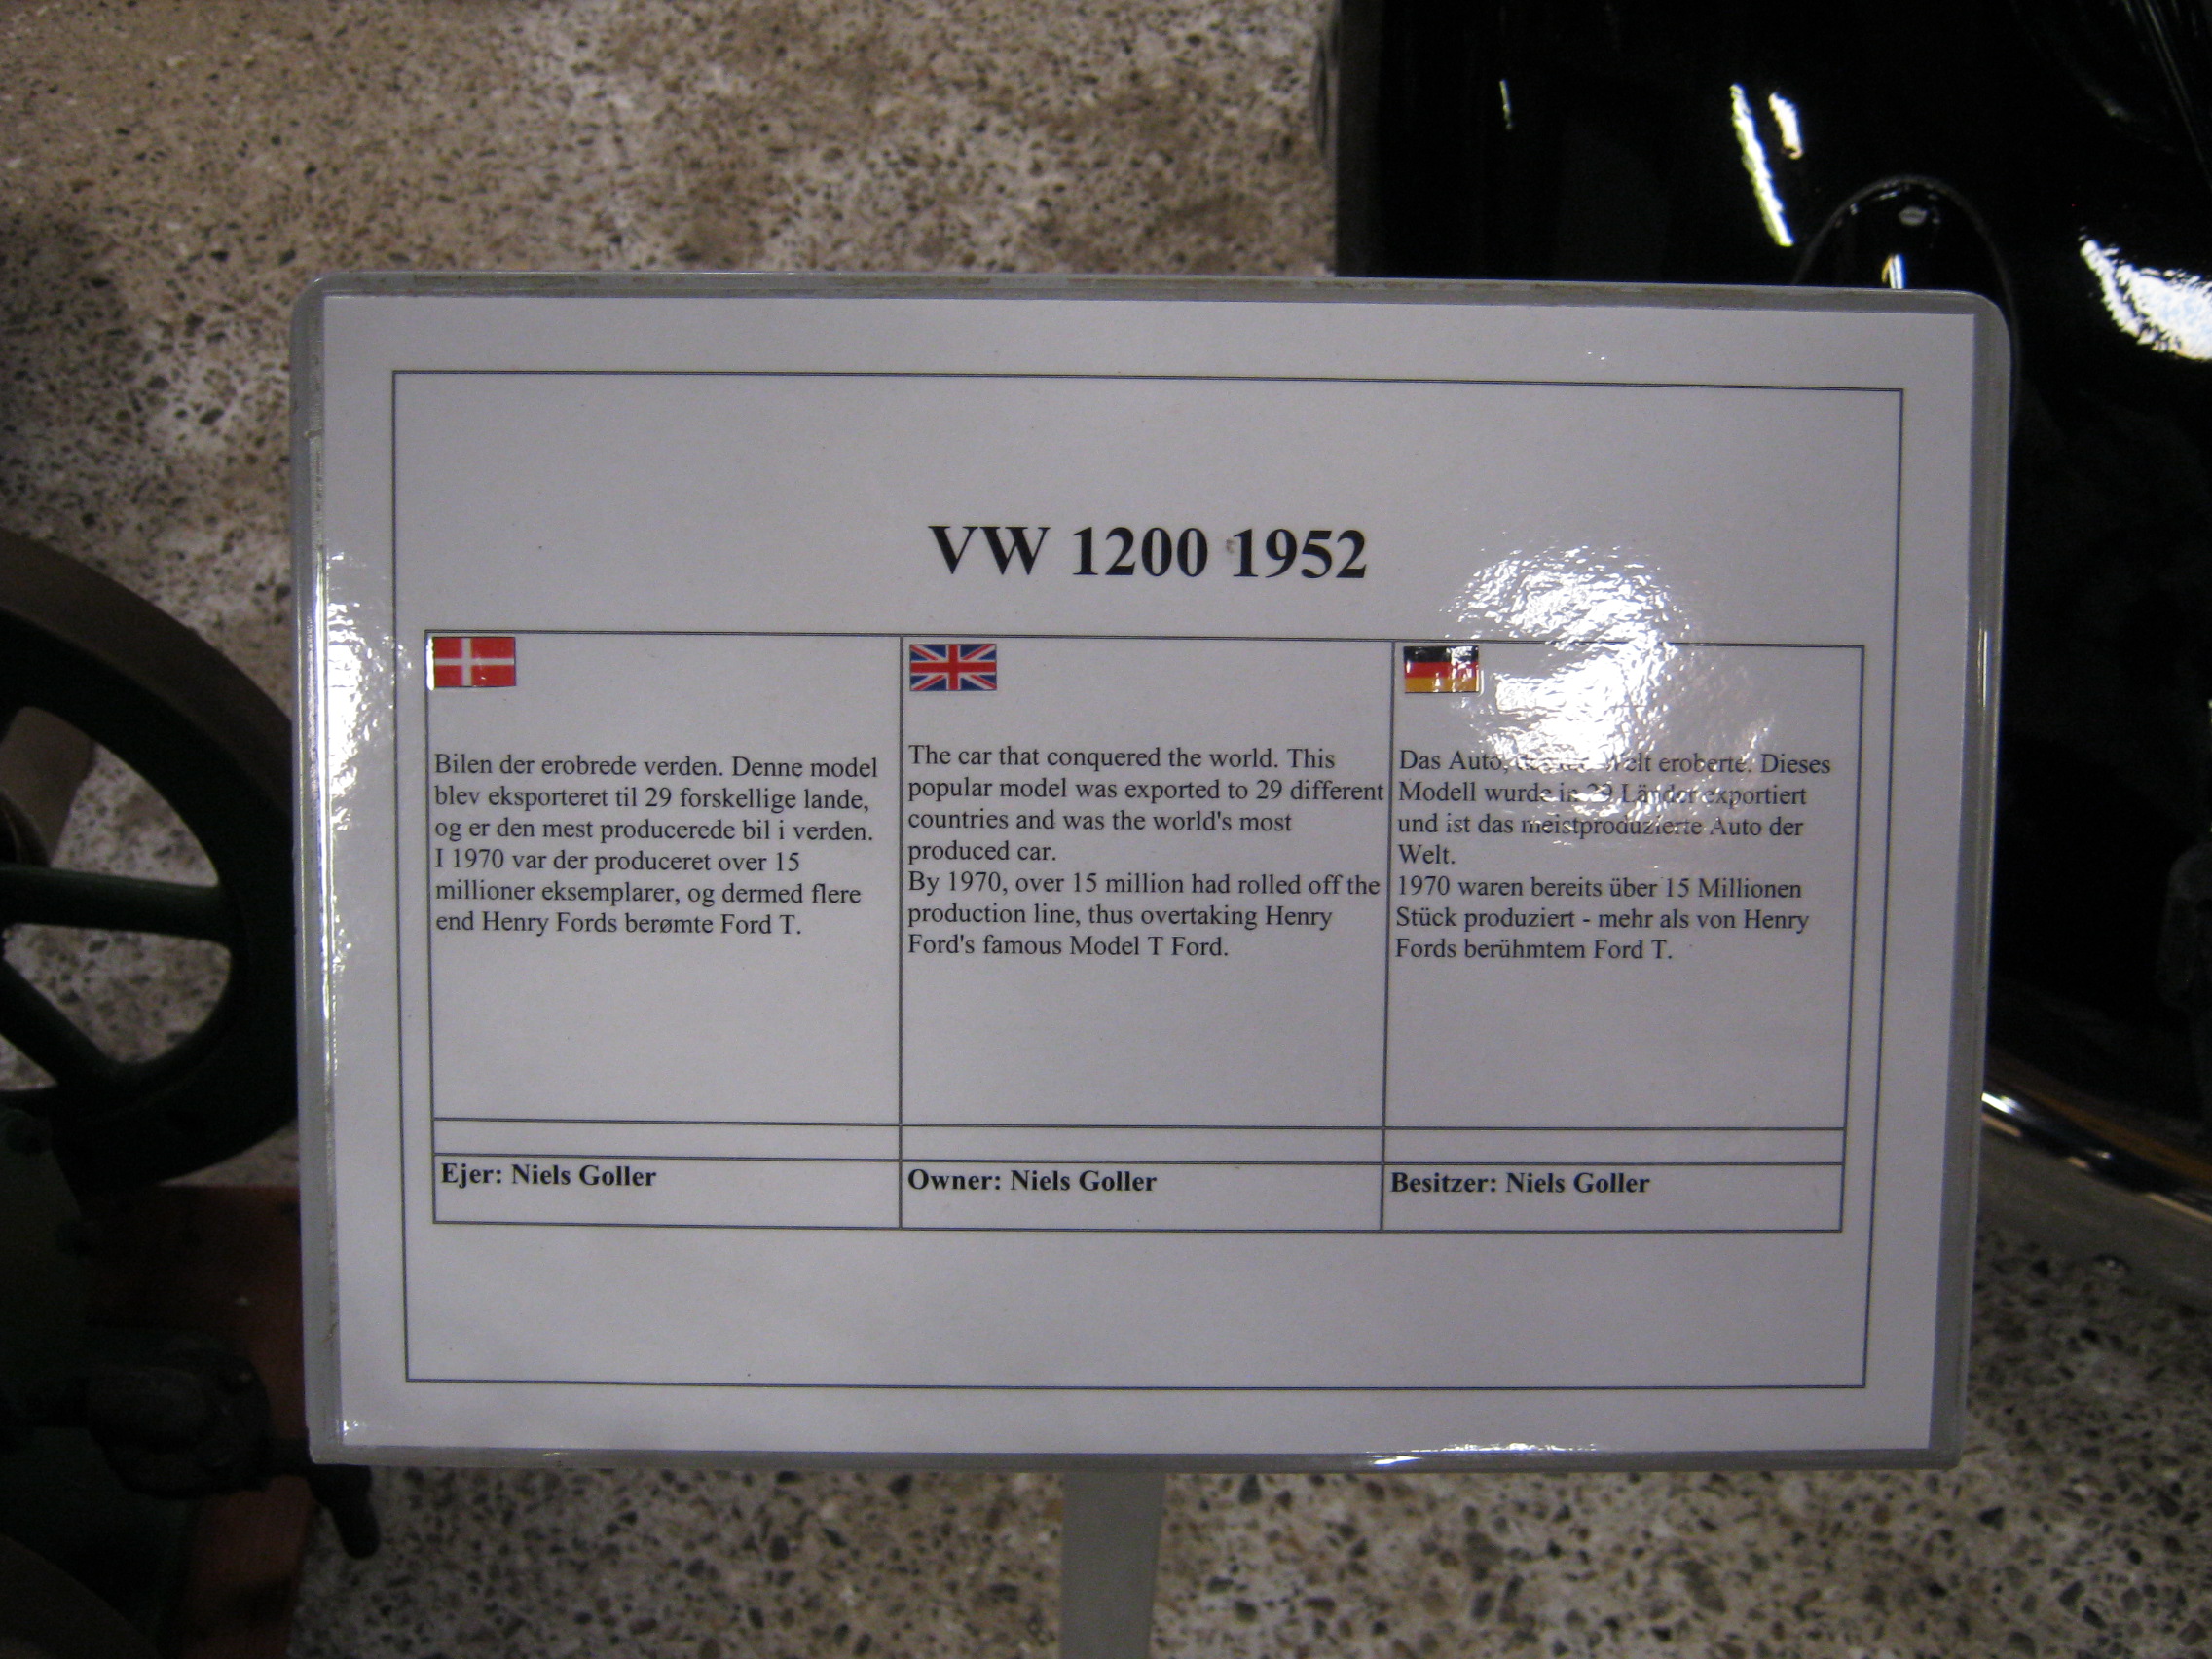 VW 1200 1952
Bilen der erobrede verden. Denne model
blev eksporteret til 29 forskellige lande,
og er den mest producerede bil i verden.
I 1970 var der produceret over 15
millioner eksemplarer, og dermed flere
end Henry Fords berømte Ford T.
The car that conquered the world. This
popular model was exported to 29 different
countries and was the world's most
produced car.
By 1970, over 15 million had rolled off the
production line, thus overtaking Henry
Ford's famous Model T Ford.
Das Auto, Welt eroberte. Dieses
Modell wurde in 29 Länder exportiert
und ist das meistproduzierte Auto der
Welt.
1970 waren bereits über 15 Millionen
Stück produziert - mehr als von Henry
Fords berühmtem Ford T.
Ejer: Niels Goller
Owner: Niels Goller
Besitzer: Niels Goller